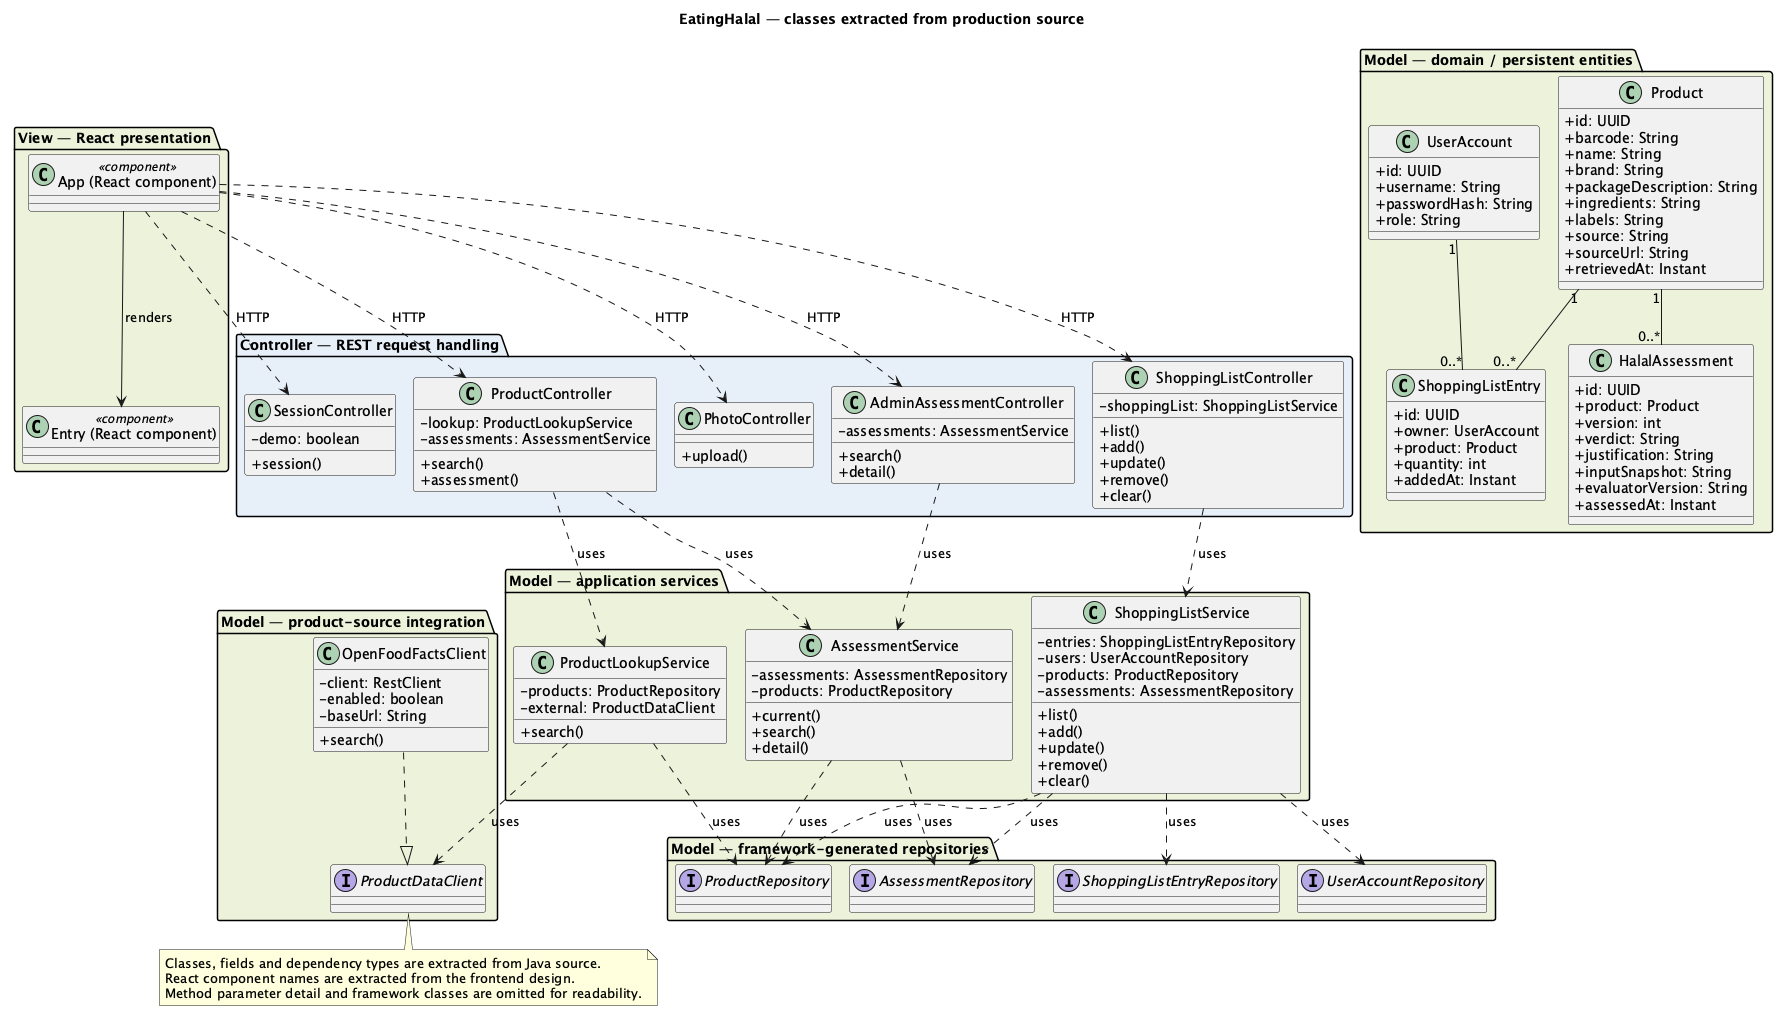 EatingHalal — classes extracted from production source
View — React presentation
C
«component»
App (React component)
renders
C
«component»
Entry (React component)
HTTP
HTTP
HTTP
HTTP
HTTP
Controller — REST request handling
C SessionController
-demo: boolean
+session()
C ProductController
-lookup: ProductLookupService
-assessments: AssessmentService
+search()
+assessment()
C PhotoController
+upload()
C AdminAssessmentController
-assessments: AssessmentService
+search()
+detail()
C ShoppingListController
-shoppingList: ShoppingListService
+list()
+add()
+update()
+remove()
+clear()
Model — domain / persistent entities
C UserAccount
+id: UUID
+username: String
+passwordHash: String
+role: String
C Product
+id: UUID
+barcode: String
+name: String
+brand: String
+packageDescription: String
+ingredients: String
+labels: String
+source: String
+sourceUrl: String
+retrievedAt: Instant
1
1
1
0..*
0..*
0..*
C ShoppingListEntry
+id: UUID
+owner: UserAccount
+product: Product
+quantity: int
+addedAt: Instant
C HalalAssessment
+id: UUID
+product: Product
+version: int
+verdict: String
+justification: String
+inputSnapshot: String
+evaluatorVersion: String
+assessedAt: Instant
uses
uses
uses
uses
Model — application services
C ProductLookupService
-products: ProductRepository
-external: ProductDataClient
+search()
C AssessmentService
-assessments: AssessmentRepository
-products: ProductRepository
+current()
+search()
+detail()
C ShoppingListService
-entries: ShoppingListEntryRepository
-users: UserAccountRepository
-products: ProductRepository
-assessments: AssessmentRepository
+list()
+add()
+update()
+remove()
+clear()
Model — product-source integration
C OpenFoodFactsClient
-client: RestClient
-enabled: boolean
-baseUrl: String
+search()
uses
uses
uses
uses
uses
uses
uses
uses
I ProductDataClient
Model — framework-generated repositories
I ProductRepository
I AssessmentRepository
I ShoppingListEntryRepository
I UserAccountRepository
Classes, fields and dependency types are extracted from Java source.
React component names are extracted from the frontend design.
Method parameter detail and framework classes are omitted for readability.